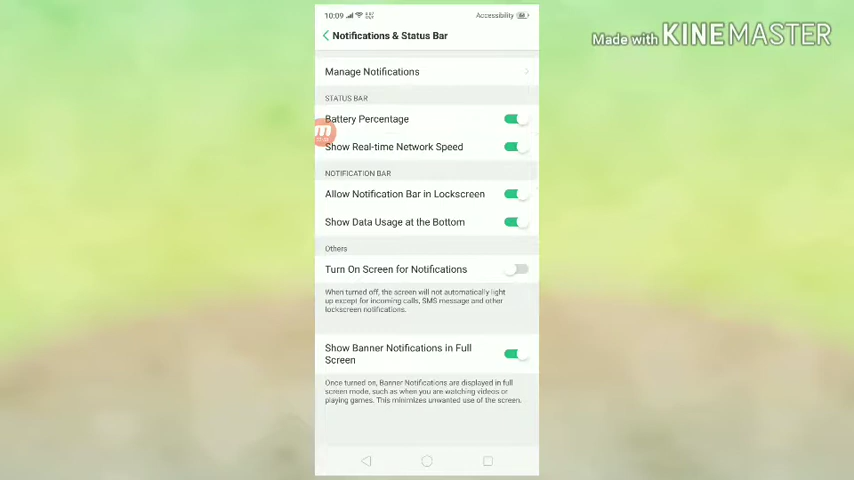 10:09
Accessibility
Made with KINEMASTER
Notifications & Status Bar
Manage Notifications
STATUS BAR
Battery Percentage
Show Real-time Network Speed
NOTIFICATION BAR
Allow Notification Bar in Lockscreen
Show Data Usage at the Bottom
Others
Turn On Screen for Notifications
When turned off, the screen will not automatically light
up except for incoming calls, SMS message and other
lockscreen notifications.
Show Banner Notifications in Full
Screen
Once turned on, Banner Notifications are displayed in full
screen mode, such as when you are watching videos or
playing games. This minimizes unwanted use of the screen.